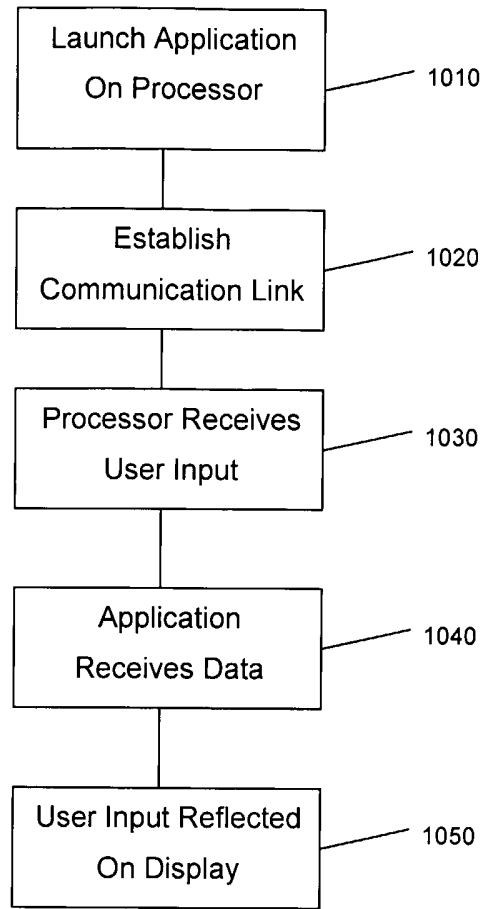 Launch Application
On Processor
1010
Establish
Communication Link
1020
Processor Receives
User Input
1030
Application
Receives Data
1040
User Input Reflected
On Display
1050